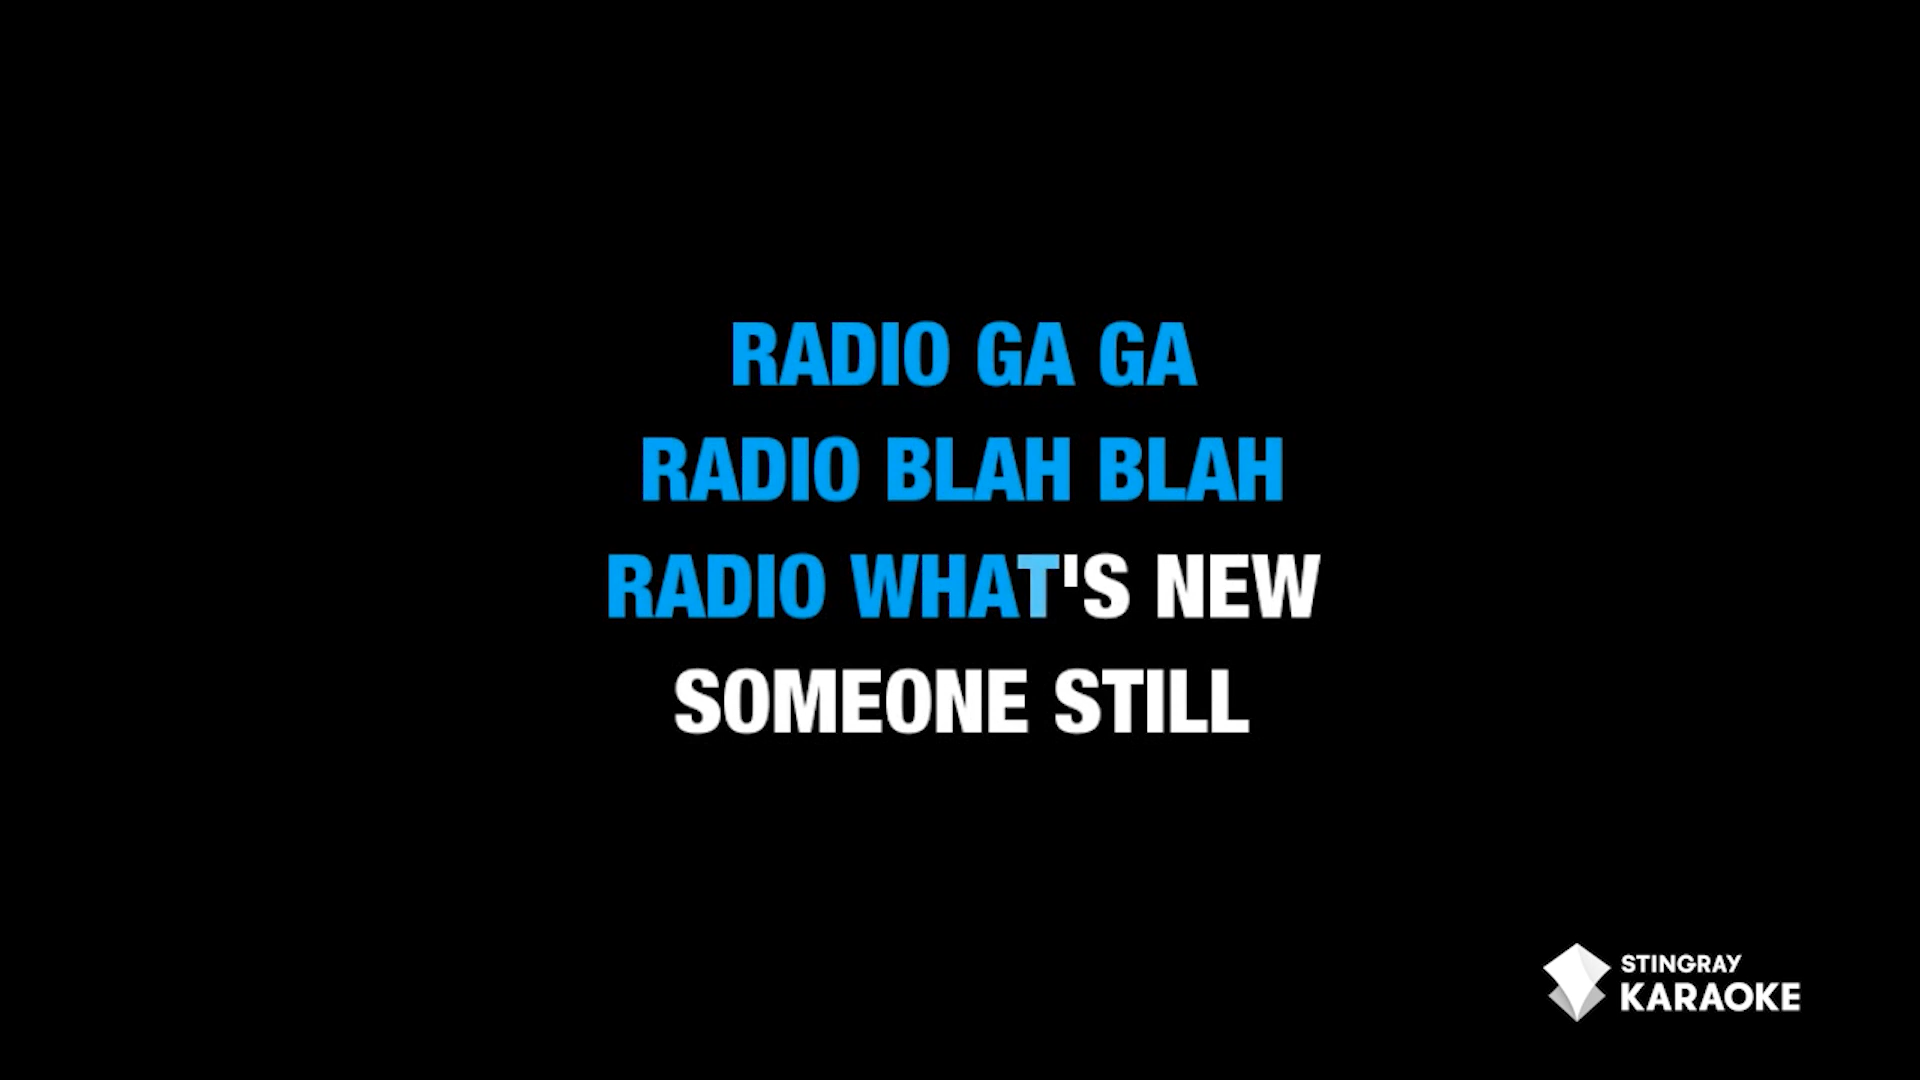 RADIO GA GA
RADIO BLAH BLAH
RADIO WHAT'S NEW
SOMEONE STILL
STINGRAY
KARAOKE